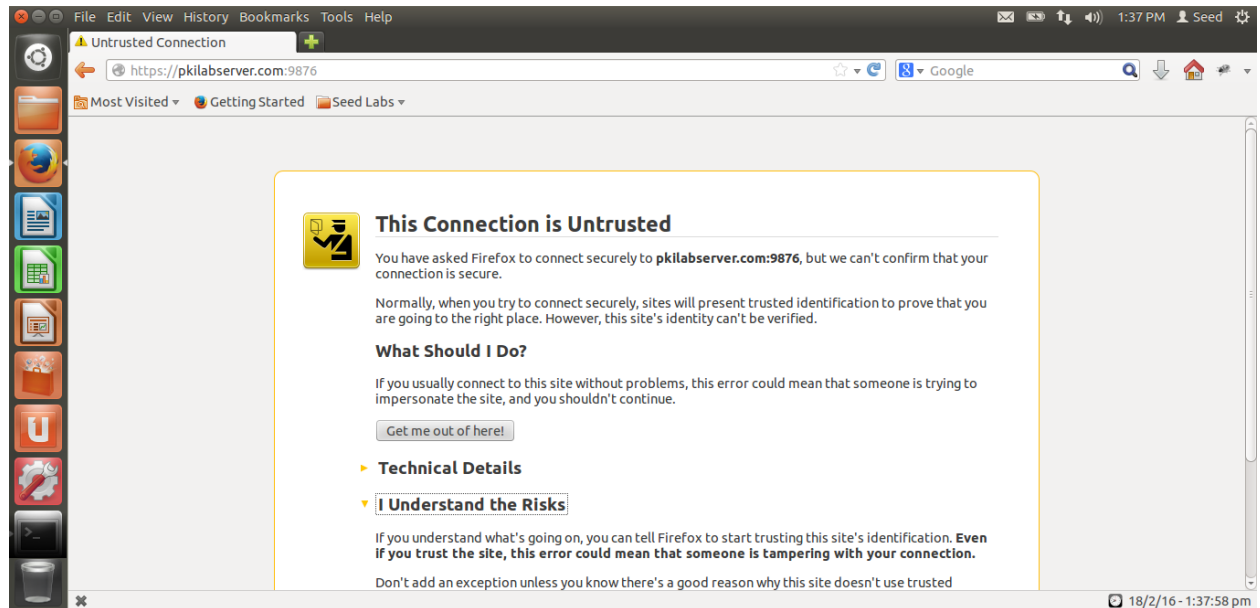 File Edit View History Bookmarks Tools Help 1:37 PM Seed
Untrusted Connection
https://pkilabserver.com:9876 Google
Most Visited Getting Started Seed Labs
This Connection is Untrusted
You have asked Firefox to connect securely to pkilabserver.com:9876, but we can't confirm that your
connection is secure.
Normally, when you try to connect securely, sites will present trusted identification to prove that you
are going to the right place. However, this site's identity can't be verified.
What Should I Do?
If you usually connect to this site without problems, this error could mean that someone is trying to
impersonate the site, and you shouldn't continue.
Get me out of here!
Technical Details
I Understand the Risks
If you understand what's going on, you can tell Firefox to start trusting this site's identification. Even
if you trust the site, this error could mean that someone is tampering with your connection.
Don't add an exception unless you know there's a good reason why this site doesn't use trusted
18/2/16 - 1:37:58 pm